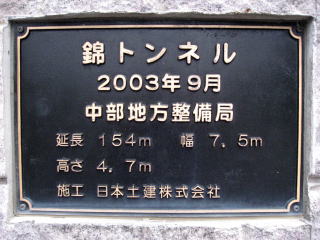 錦トンネル
2003年9月
中部地方整備局
延長 154m 幅 7.5m
高さ 4.7m
施工 日本土建株式会社